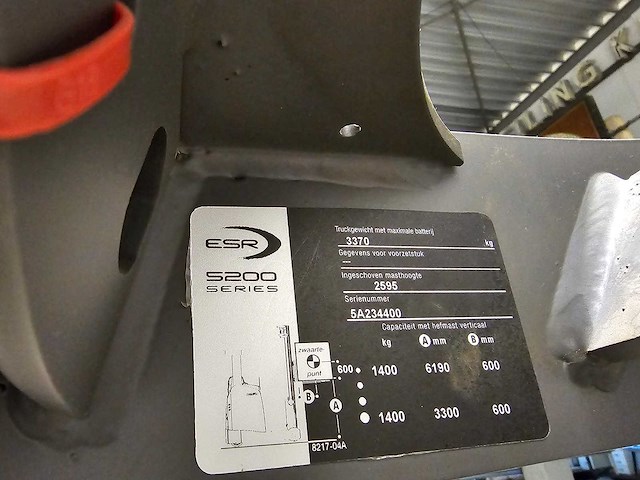 LING K
ESR
5200
SERIES
Truckgewicht met maximale batterij
3370 kg
Gegevens voor voorzetstuk
---
Ingeschoven masthoogte
2595
Serienummer
5A234400
Capaciteit met hefmast verticaal
kg A mm B mm
zwaarte
punt
600 1400 6190 600
B
A
1400 3300 600
8217-04A